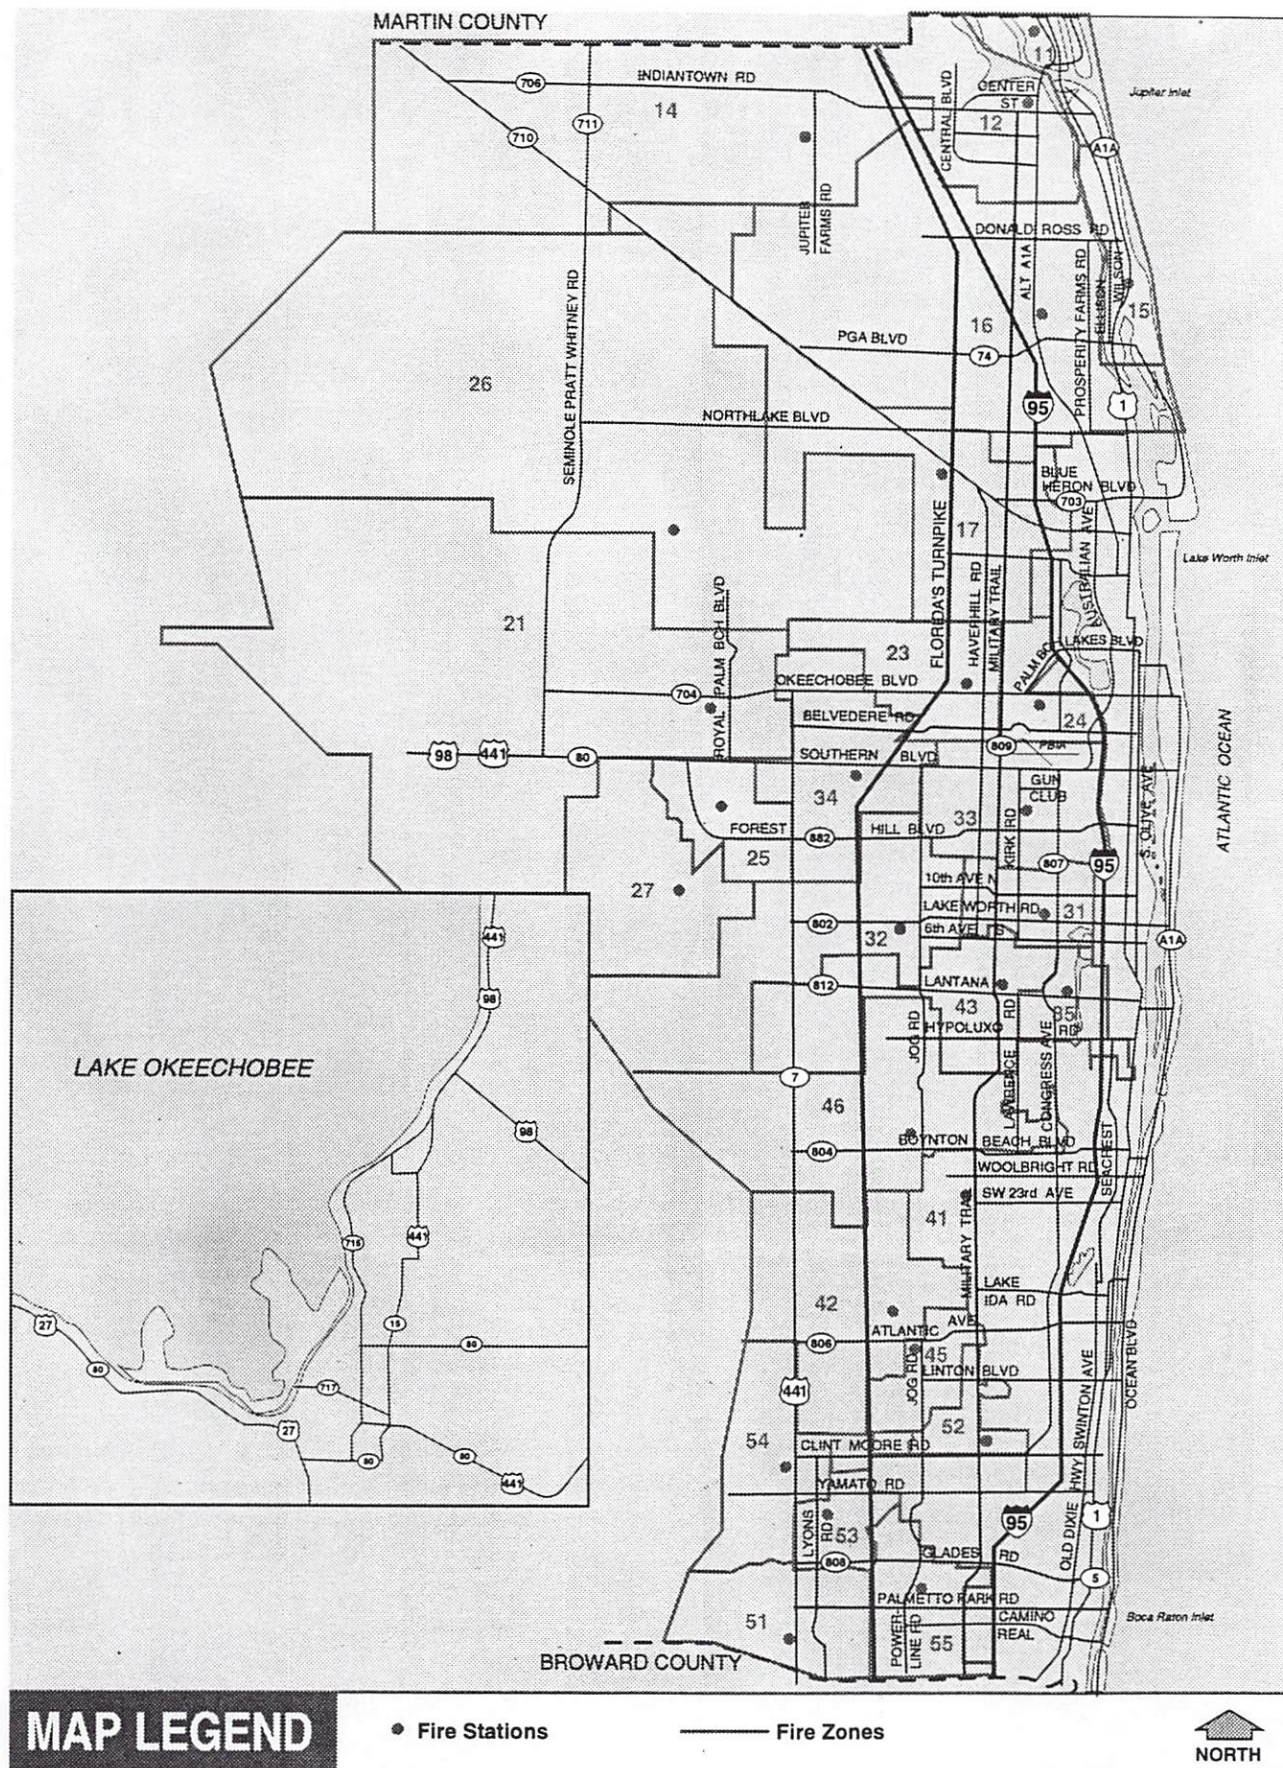 MARTIN COUNTY
11
INDIANTOWN RD
706
CENTRAL BLVD
CENTER
ST
Jupiter Inlet
14
711
12
710
A1A
JUPITER
FARMS RD
DONALD ROSS RD
SEMINOLE PRATT WHITNEY RD
ALT A1A
PROSPERITY FARMS RD
ELLISON
WILSON
15
16
PGA BLVD
74
26
95
1
NORTHLAKE BLVD
BLUE
HERON BLVD
703
FLORIDA'S TURNPIKE
17
HAVERHILL RD
MILITARY TRAIL
AUSTRALIAN AVE
Lake Worth Inlet
ROYAL PALM BCH BLVD
21
23
PALM BCH
LAKES BLVD
OKEECHOBEE BLVD
704
BELVEDERE RD
24
809
PBIA
98
441
80
SOUTHERN BLVD
ATLANTIC OCEAN
S. OLIVE AVE
34
GUN
CLUB
33
KIRK RD
FOREST
882
HILL BLVD
25
807
95
27
10th AVE N
LAKE WORTH RD
31
802
6th AVE S
32
A1A
812
LANTANA
RD
43
35
JOG RD
HYPOLUXO
RD
LAWRENCE
CONGRESS AVE
7
46
804
BOYNTON BEACH BLVD
WOOLBRIGHT RD
SEACREST
SW 23rd AVE
41
MILITARY TRAIL
LAKE
IDA RD
42
806
ATLANTIC AVE
45
JOG RD
LINTON BLVD
441
OCEAN BLVD
SWINTON AVE
54
CLINT MOORE RD
52
HWY
YAMATO RD
LYONS
RD
53
95
1
OLD DIXIE
808
GLADES RD
5
PALMETTO PARK RD
51
POWER-
LINE RD
CAMINO
REAL
55
Boca Raton Inlet
BROWARD COUNTY
441
98
LAKE OKEECHOBEE
98
441
715
27
15
80
80
717
27
80
80
441
MAP LEGEND
Fire Stations
Fire Zones
NORTH